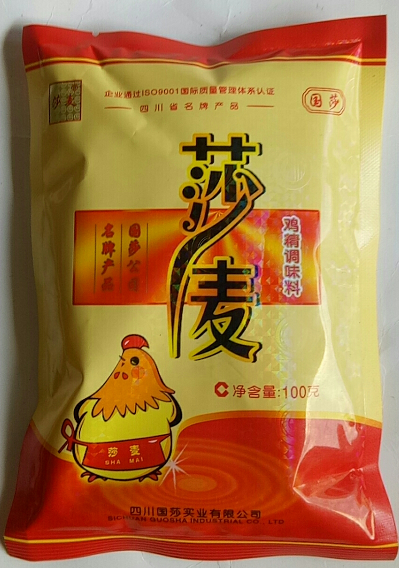 企业通过ISO9001国际质量管理体系认证
四川省名牌产品
莎麦
国莎
莎麦
国莎公司
名牌产品
鸡精调味料
净含量:100克
莎麦
SHA MAI
四川国莎实业有限公司
SICHUAN GUOSHA INDUSTRIAL CO., LTD